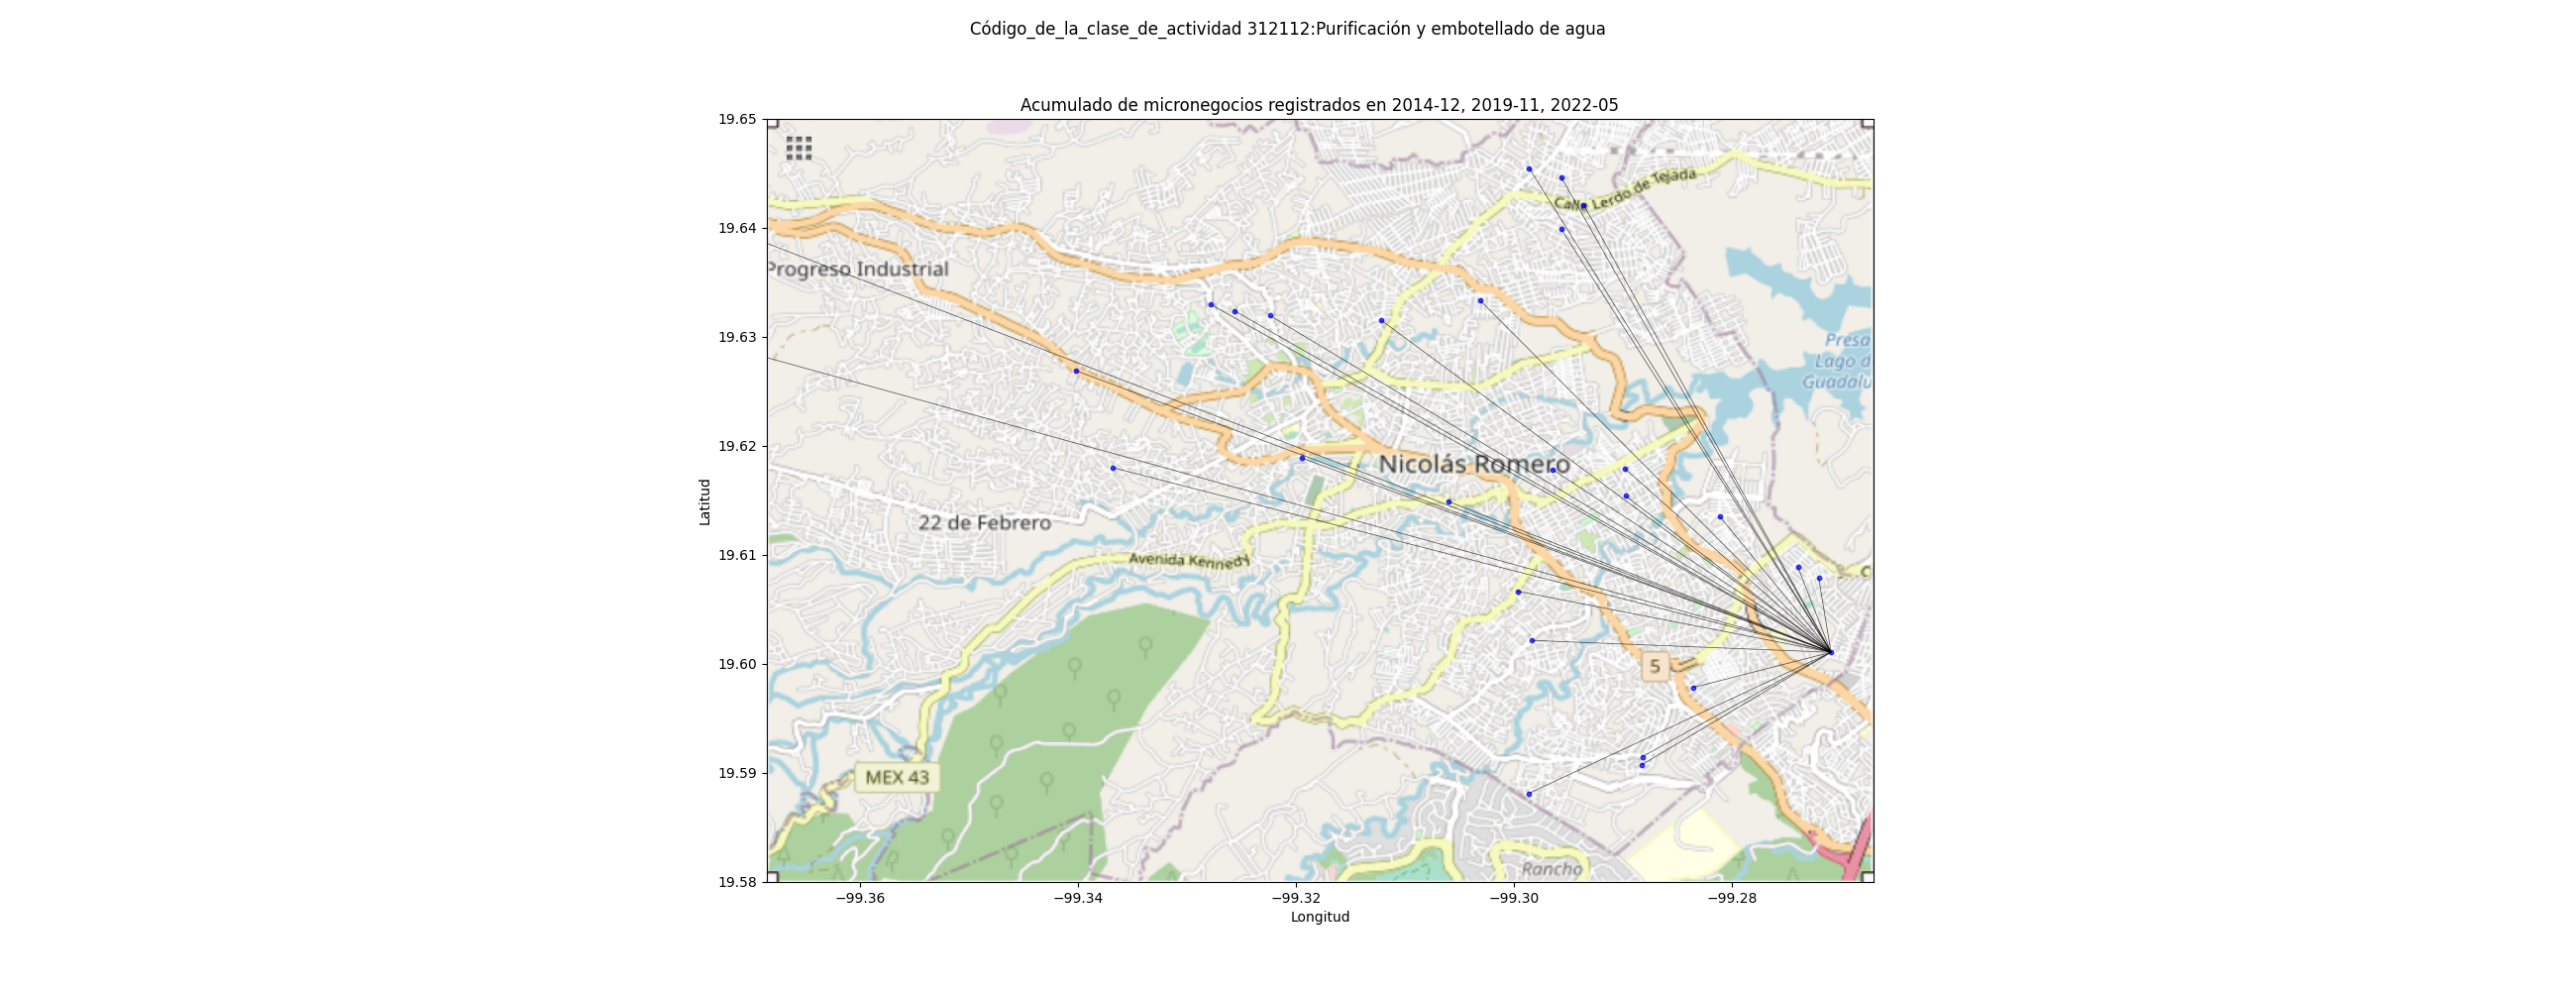 Código_de_la_clase_de_actividad 312112:Purificación y embotellado de agua
Acumulado de micronegocios registrados en 2014-12, 2019-11, 2022-05
19.65
19.64
19.63
19.62
19.61
19.60
19.59
19.58
Latitud
Calle Lerdo de Tejada
Progreso Industrial
Presa
Lago d
Guadalu
Nicolás Romero
22 de Febrero
Avenida Kennedy
C
5
MEX 43
Rancho
−99.36
−99.34
−99.32
−99.30
−99.28
Longitud